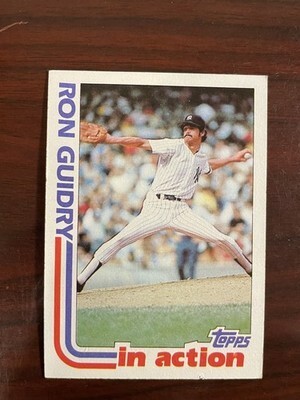 RON GUIDRY
topps
in action